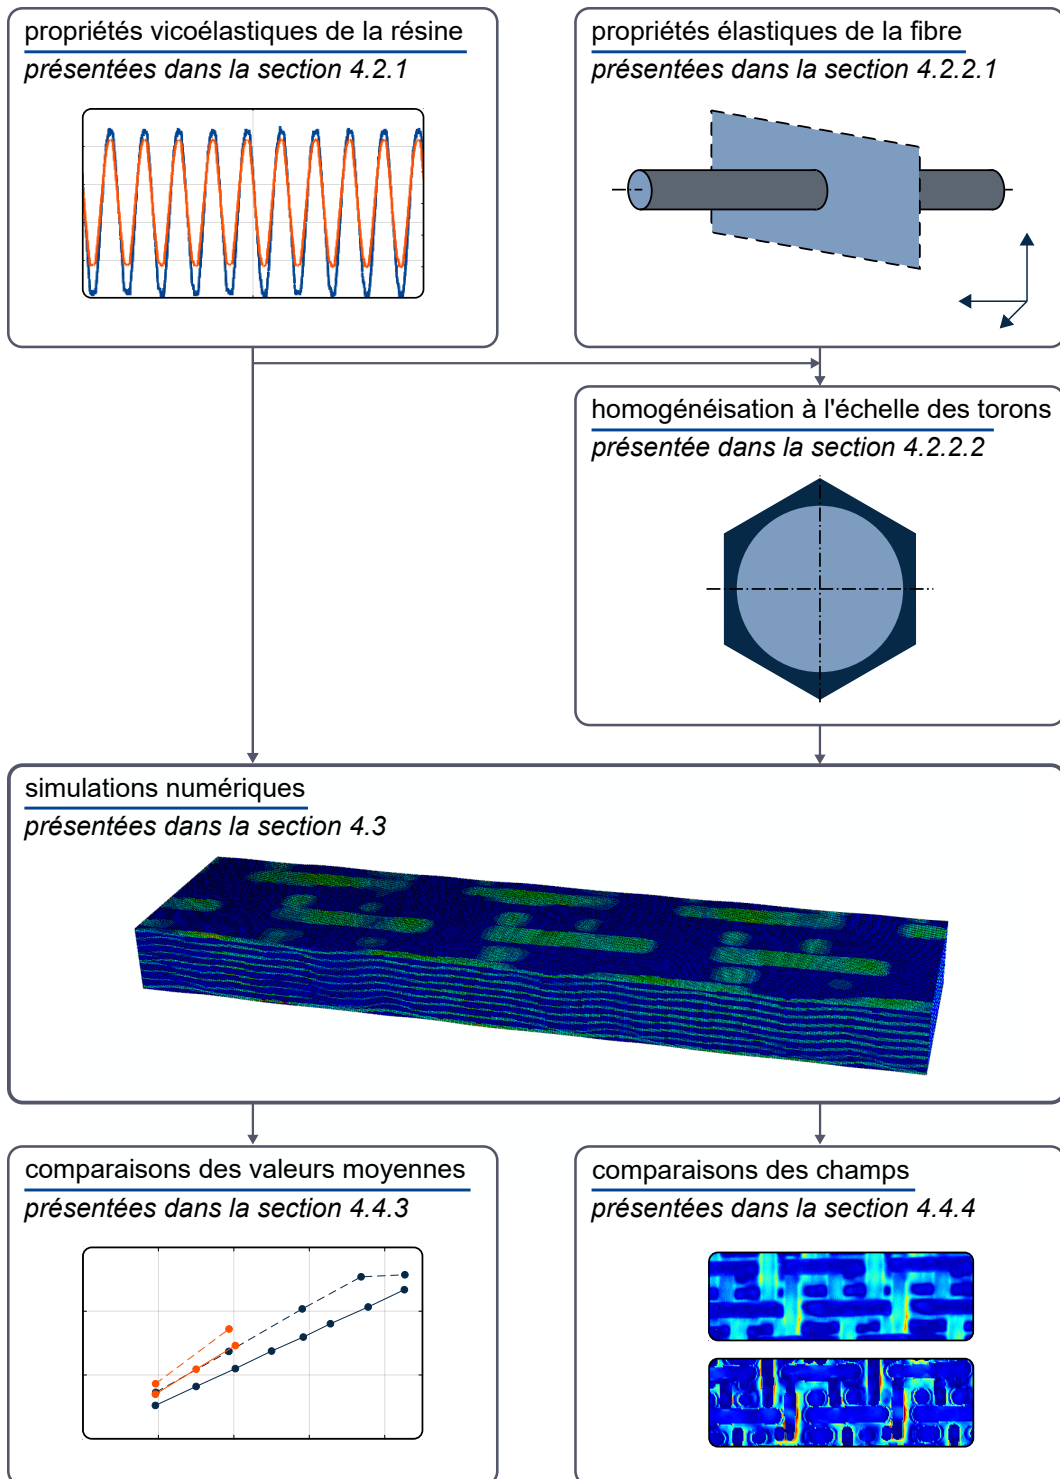 propriétés vicoélastiques de la résine
présentées dans la section 4.2.1
propriétés élastiques de la fibre
présentées dans la section 4.2.2.1
homogénéisation à l'échelle des torons
présentée dans la section 4.2.2.2
simulations numériques
présentées dans la section 4.3
comparaisons des valeurs moyennes
présentées dans la section 4.4.3
comparaisons des champs
présentées dans la section 4.4.4